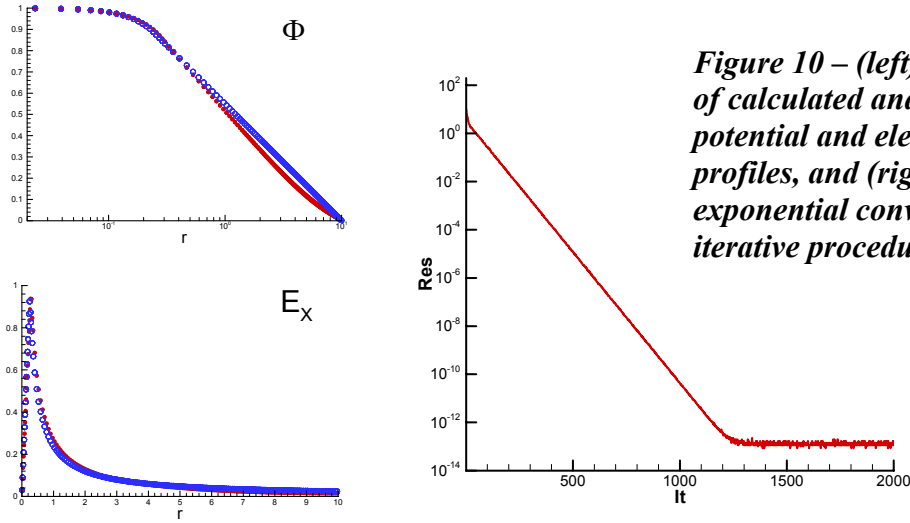 1
0.9
0.8
0.7
0.6
0.5
0.4
0.3
0.2
0.1
0
Φ
10⁻¹
10⁰
10¹
r
1
0.8
0.6
0.4
0.2
0
E_X
0 1 2 3 4 5 6 7 8 9 10
r
10²
10⁰
10⁻²
10⁻⁴
10⁻⁶
10⁻⁸
10⁻¹⁰
10⁻¹²
10⁻¹⁴
Res
500 1000 1500 2000
It
Figure 10 – (left)
of calculated and
potential and ele
profiles, and (rig
exponential conv
iterative procedu